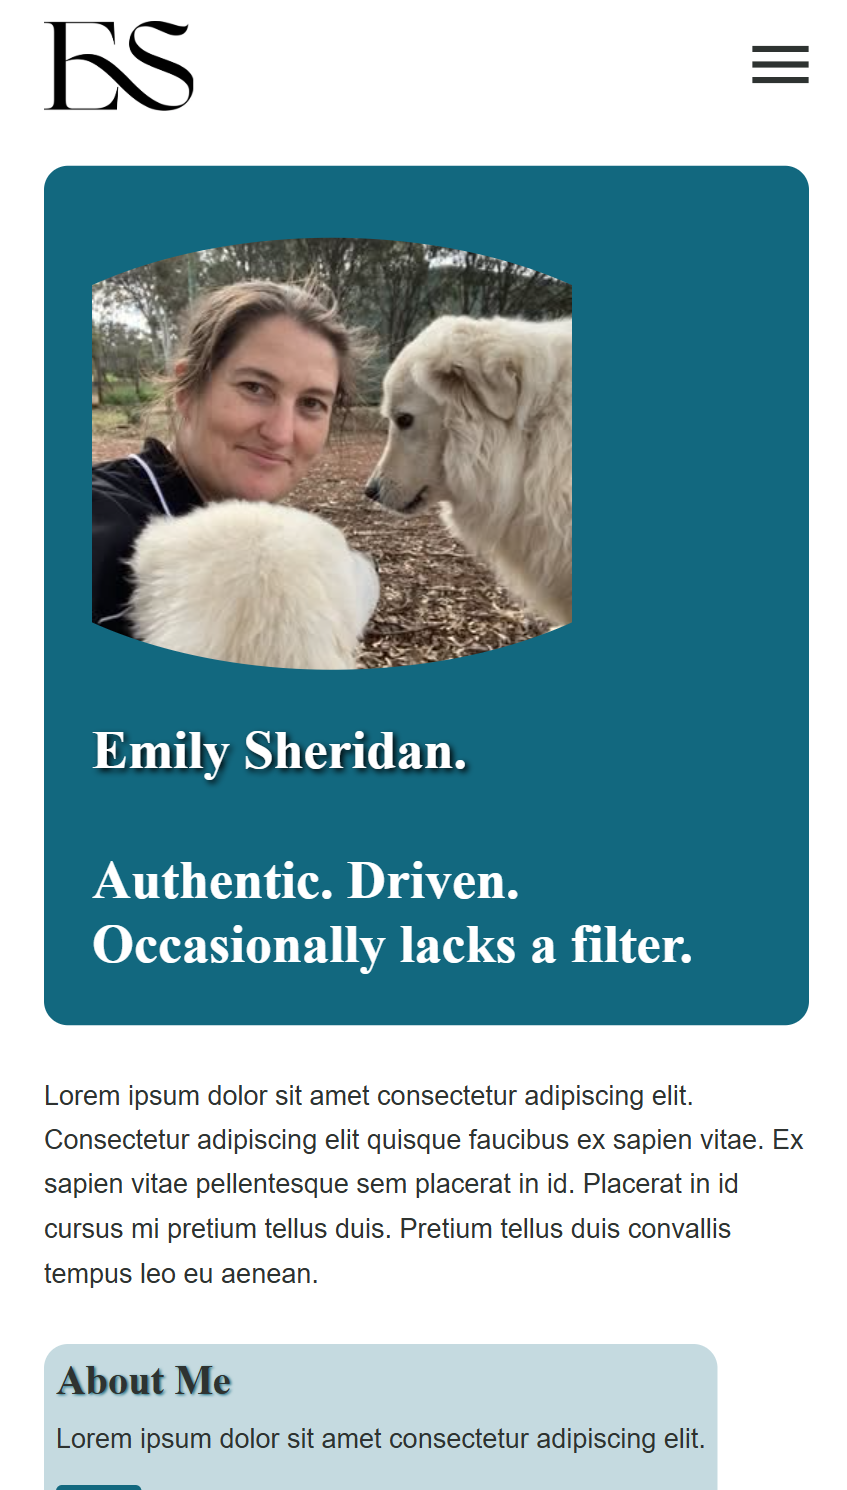 ES
Emily Sheridan.
Authentic. Driven.
Occasionally lacks a filter.
Lorem ipsum dolor sit amet consectetur adipiscing elit.
Consectetur adipiscing elit quisque faucibus ex sapien vitae. Ex
sapien vitae pellentesque sem placerat in id. Placerat in id
cursus mi pretium tellus duis. Pretium tellus duis convallis
tempus leo eu aenean.
About Me
Lorem ipsum dolor sit amet consectetur adipiscing elit.